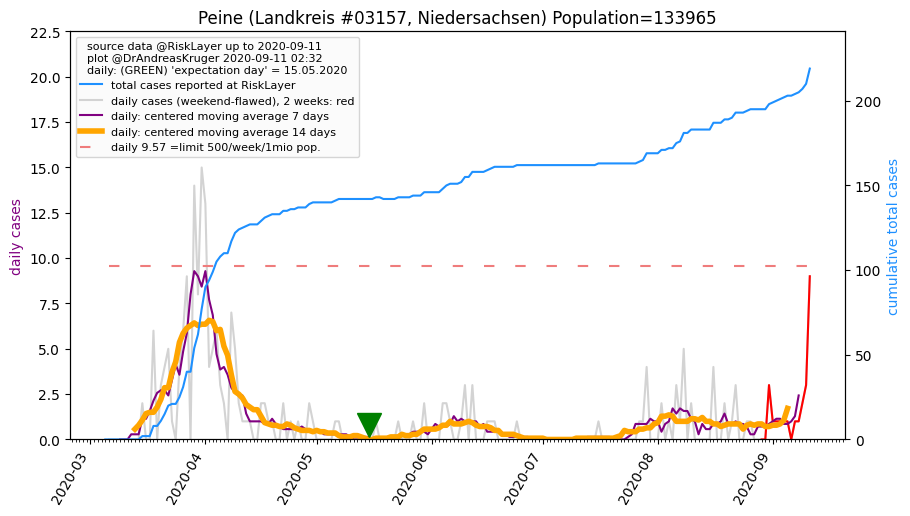 Peine (Landkreis #03157, Niedersachsen) Population=133965
source data @RiskLayer up to 2020-09-11
plot @DrAndreasKruger 2020-09-11 02:32
daily: (GREEN) 'expectation day' = 15.05.2020
total cases reported at RiskLayer
daily cases (weekend-flawed), 2 weeks: red
daily: centered moving average 7 days
daily: centered moving average 14 days
daily 9.57 =limit 500/week/1mio pop.
daily cases
22.5
20.0
17.5
15.0
12.5
10.0
7.5
5.0
2.5
0.0
200
150
100
50
0
cumulative total cases
2020-03
2020-04
2020-05
2020-06
2020-07
2020-08
2020-09